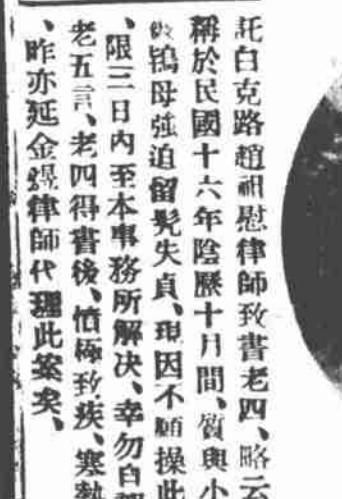 託白克路趙祖慰律師致書老四、略云
稱於民國十六年陰歷十月間、質與小
被鴇母強迫留髡失貞、現因不願操此
、限三日內至本事務所解決、幸勿自誤
老五言、老四得書後、憤極致疾、寒熱
、昨亦延金煜律師代理此案矣、